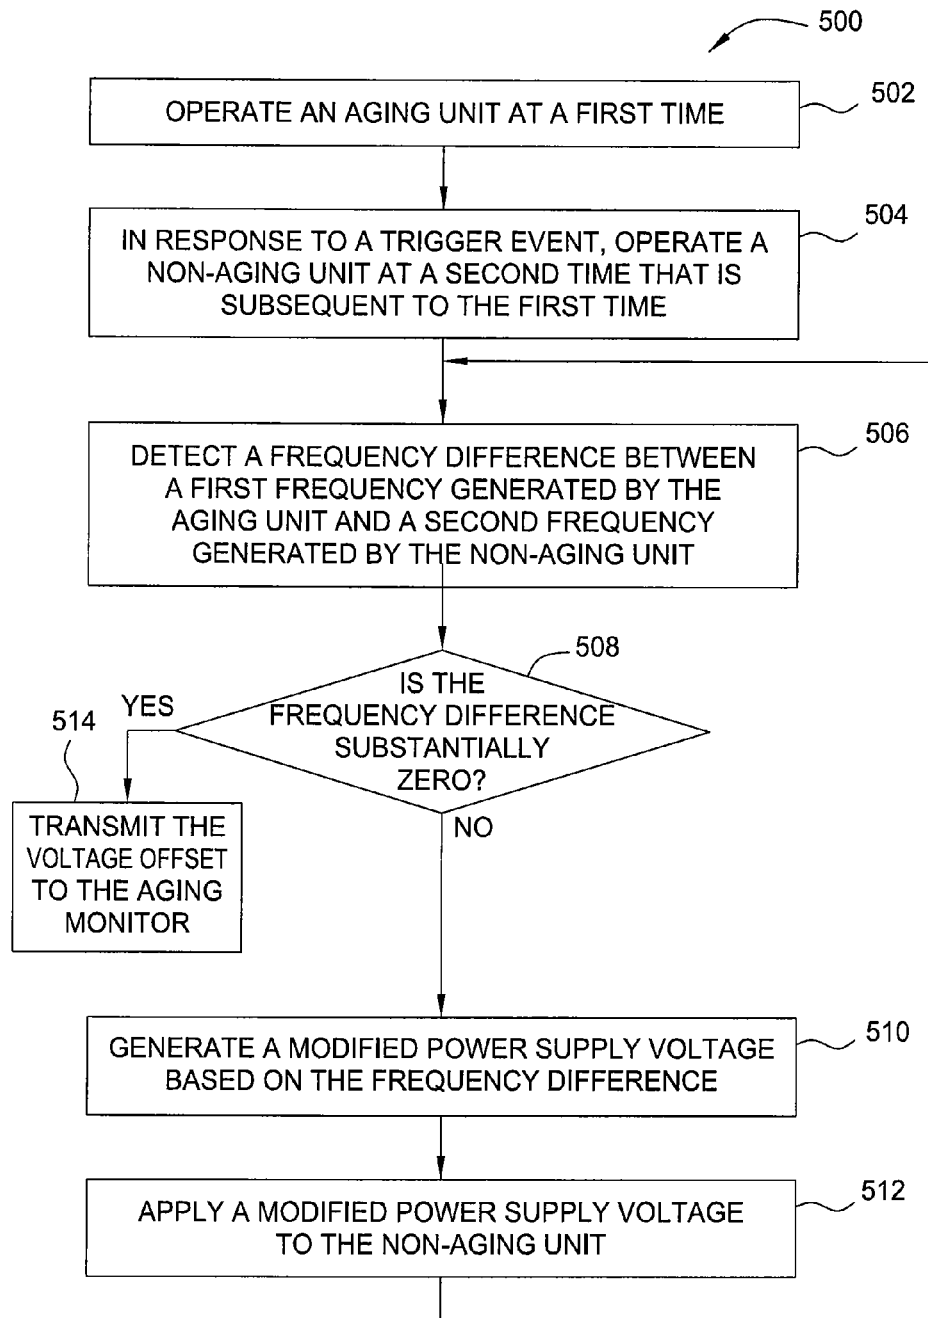 500
OPERATE AN AGING UNIT AT A FIRST TIME
502
IN RESPONSE TO A TRIGGER EVENT, OPERATE A
NON-AGING UNIT AT A SECOND TIME THAT IS
SUBSEQUENT TO THE FIRST TIME
504
DETECT A FREQUENCY DIFFERENCE BETWEEN
A FIRST FREQUENCY GENERATED BY THE
AGING UNIT AND A SECOND FREQUENCY
GENERATED BY THE NON-AGING UNIT
506
IS THE
FREQUENCY DIFFERENCE
SUBSTANTIALLY
ZERO?
508
YES
514
TRANSMIT THE
VOLTAGE OFFSET
TO THE AGING
MONITOR
NO
GENERATE A MODIFIED POWER SUPPLY VOLTAGE
BASED ON THE FREQUENCY DIFFERENCE
510
APPLY A MODIFIED POWER SUPPLY VOLTAGE
TO THE NON-AGING UNIT
512